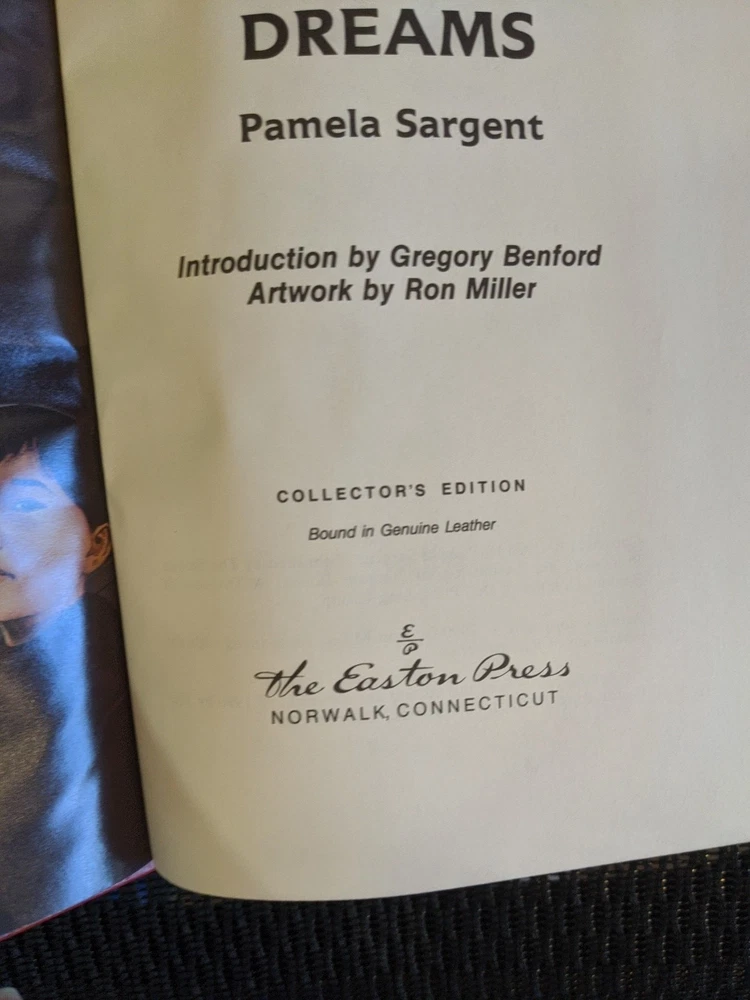 DREAMS
Pamela Sargent
Introduction by Gregory Benford
Artwork by Ron Miller
COLLECTOR'S EDITION
Bound in Genuine Leather
E
P
the Easton Press
NORWALK, CONNECTICUT